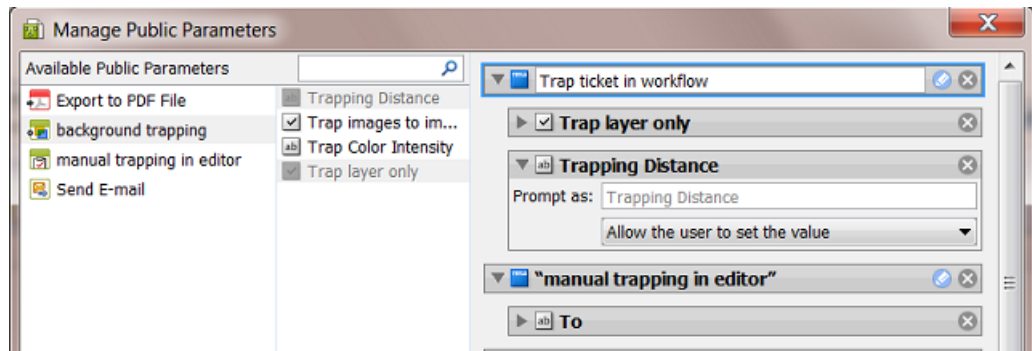 Manage Public Parameters
Available Public Parameters
Export to PDF File
background trapping
manual trapping in editor
Send E-mail
Trapping Distance
Trap images to im...
Trap Color Intensity
Trap layer only
Trap ticket in workflow
Trap layer only
Trapping Distance
Prompt as: Trapping Distance
Allow the user to set the value
"manual trapping in editor"
To